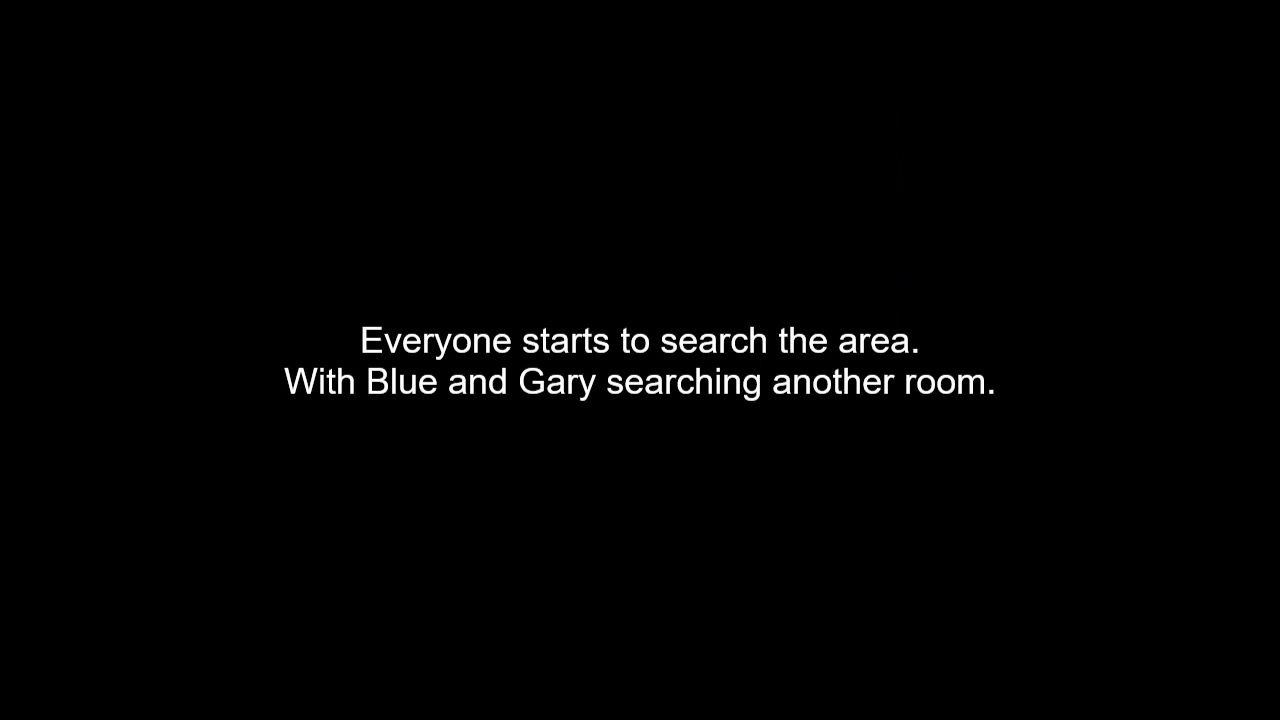 Everyone starts to search the area.
With Blue and Gary searching another room.